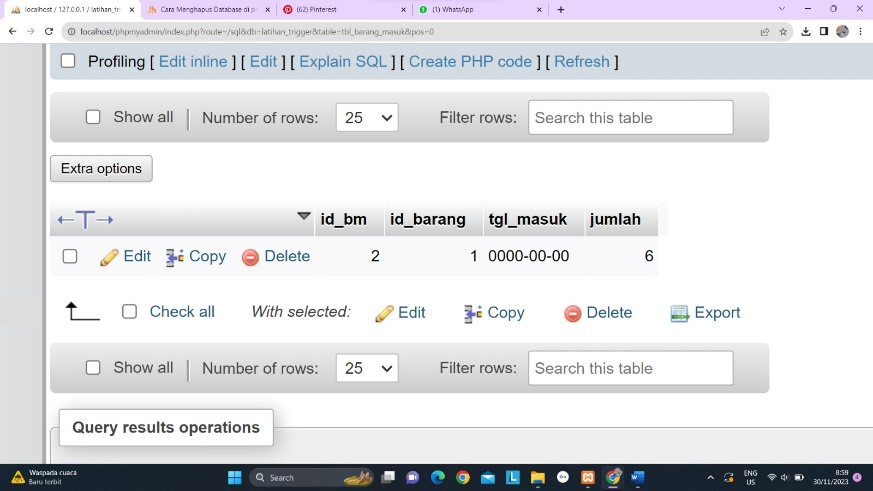 localhost / 127.0.0.1 / latihan_tri
Cara Menghapus Database di pl
(62) Pinterest
(1) WhatsApp
localhost/phpmyadmin/index.php?route=/sql&db=latihan_trigger&table=tbl_barang_masuk&pos=0
Profiling [ Edit inline ] [ Edit ] [ Explain SQL ] [ Create PHP code ] [ Refresh ]
Show all Number of rows: 25 Filter rows: Search this table
Extra options
←T→ id_bm id_barang tgl_masuk jumlah
Edit Copy Delete 2 1 0000-00-00 6
Check all With selected: Edit Copy Delete Export
Show all Number of rows: 25 Filter rows: Search this table
Query results operations
Waspada cuaca
Baru terbit
Search
ENG
US
8:59
30/11/2023